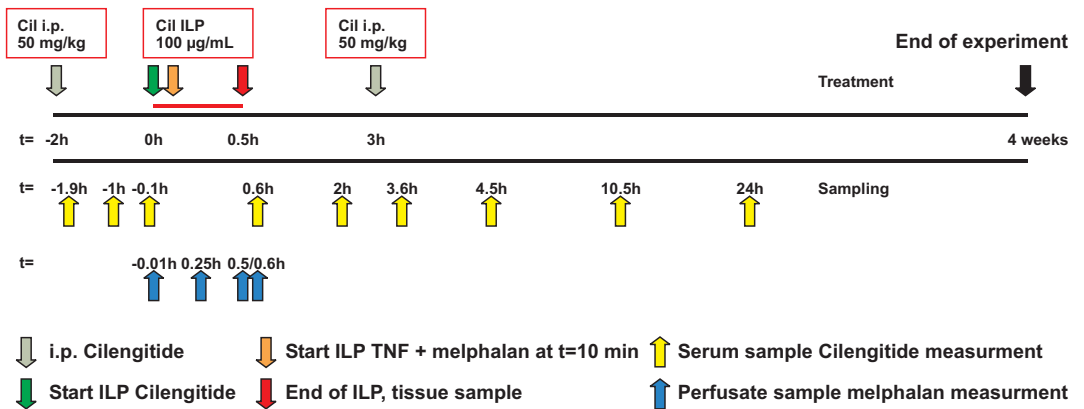 Cil i.p.
50 mg/kg
Cil ILP
100 µg/mL
Cil i.p.
50 mg/kg
End of experiment
Treatment
t= -2h 0h 0.5h 3h 4 weeks
t= -1.9h -1h -0.1h 0.6h 2h 3.6h 4.5h 10.5h 24h Sampling
t= -0.01h 0.25h 0.5/0.6h
i.p. Cilengitide
Start ILP TNF + melphalan at t=10 min
Serum sample Cilengitide measurment
Start ILP Cilengitide
End of ILP, tissue sample
Perfusate sample melphalan measurment